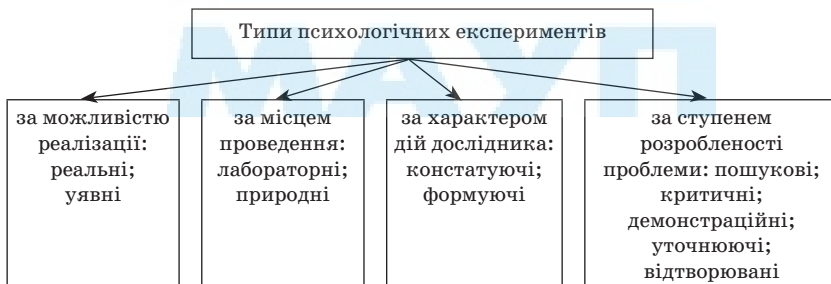 МАУП
Типи психологічних експериментів
за можливістю
реалізації:
реальні;
уявні
за місцем
проведення:
лабораторні;
природні
за характером
дій дослідника:
констатуючі;
формуючі
за ступенем
розробленості
проблеми: пошукові;
критичні;
демонстраційні;
уточнюючі;
відтворювані